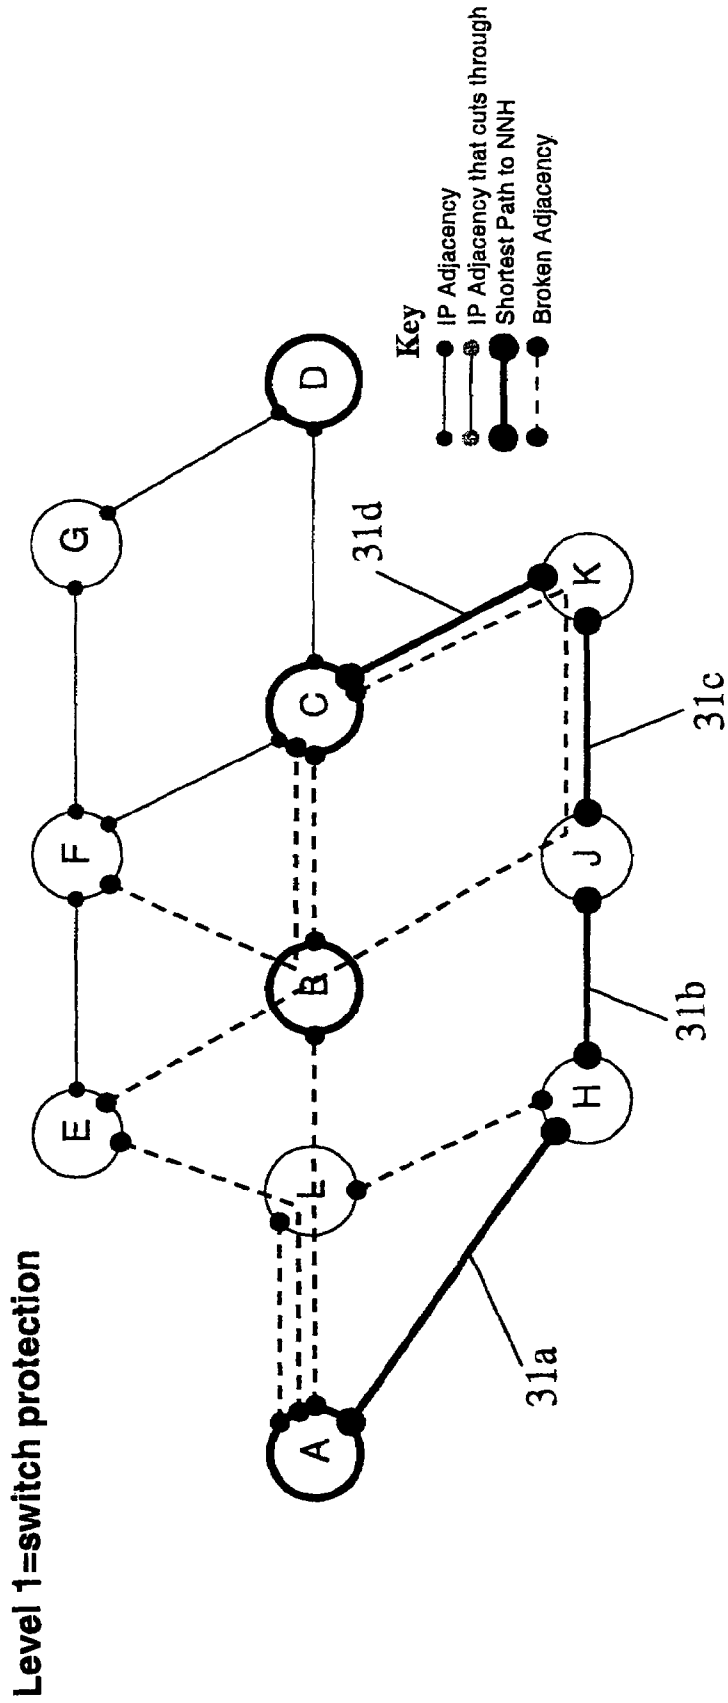 Level 1=switch protection
E
F
G
A
L
B
C
D
H
J
K
31a
31b
31c
31d
Key
IP Adjacency
IP Adjacency that cuts through
Shortest Path to NNH
Broken Adjacency